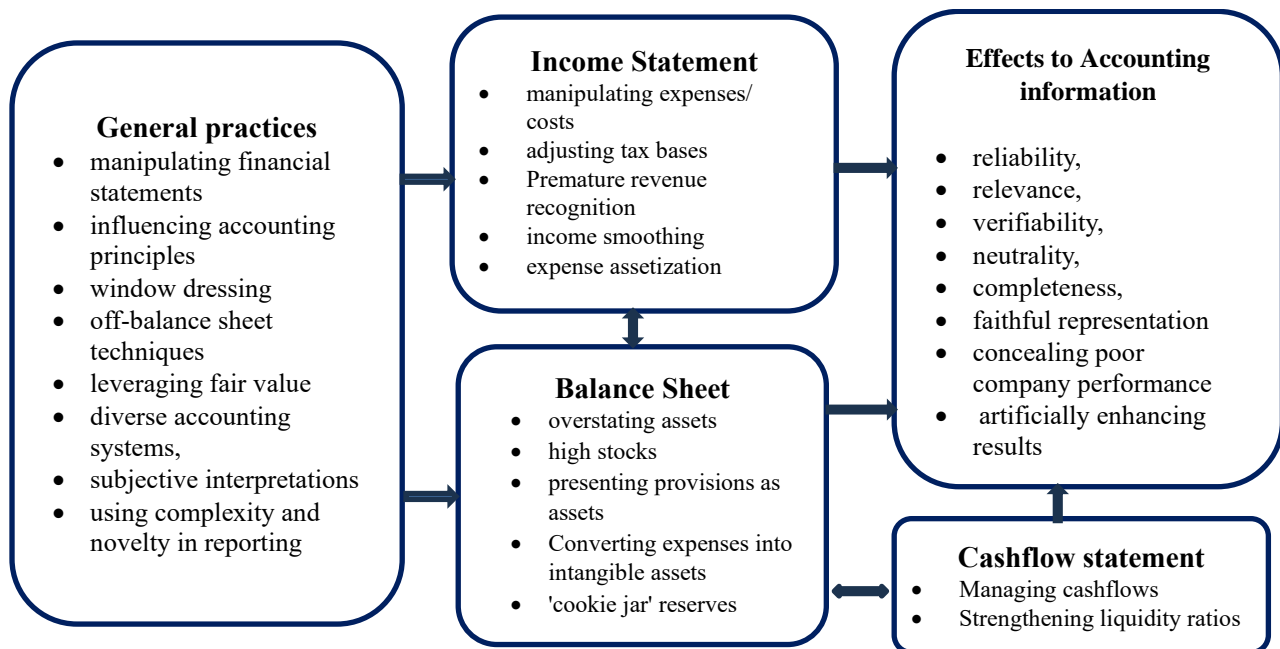 General practices
• manipulating financial
statements
• influencing accounting
principles
• window dressing
• off-balance sheet
techniques
• leveraging fair value
• diverse accounting
systems,
• subjective interpretations
• using complexity and
novelty in reporting
Income Statement
• manipulating expenses/
costs
• adjusting tax bases
• Premature revenue
recognition
• income smoothing
• expense assetization
Balance Sheet
• overstating assets
• high stocks
• presenting provisions as
assets
• Converting expenses into
intangible assets
• 'cookie jar' reserves
Effects to Accounting
information
• reliability,
• relevance,
• verifiability,
• neutrality,
• completeness,
• faithful representation
• concealing poor
company performance
• artificially enhancing
results
Cashflow statement
• Managing cashflows
• Strengthening liquidity ratios